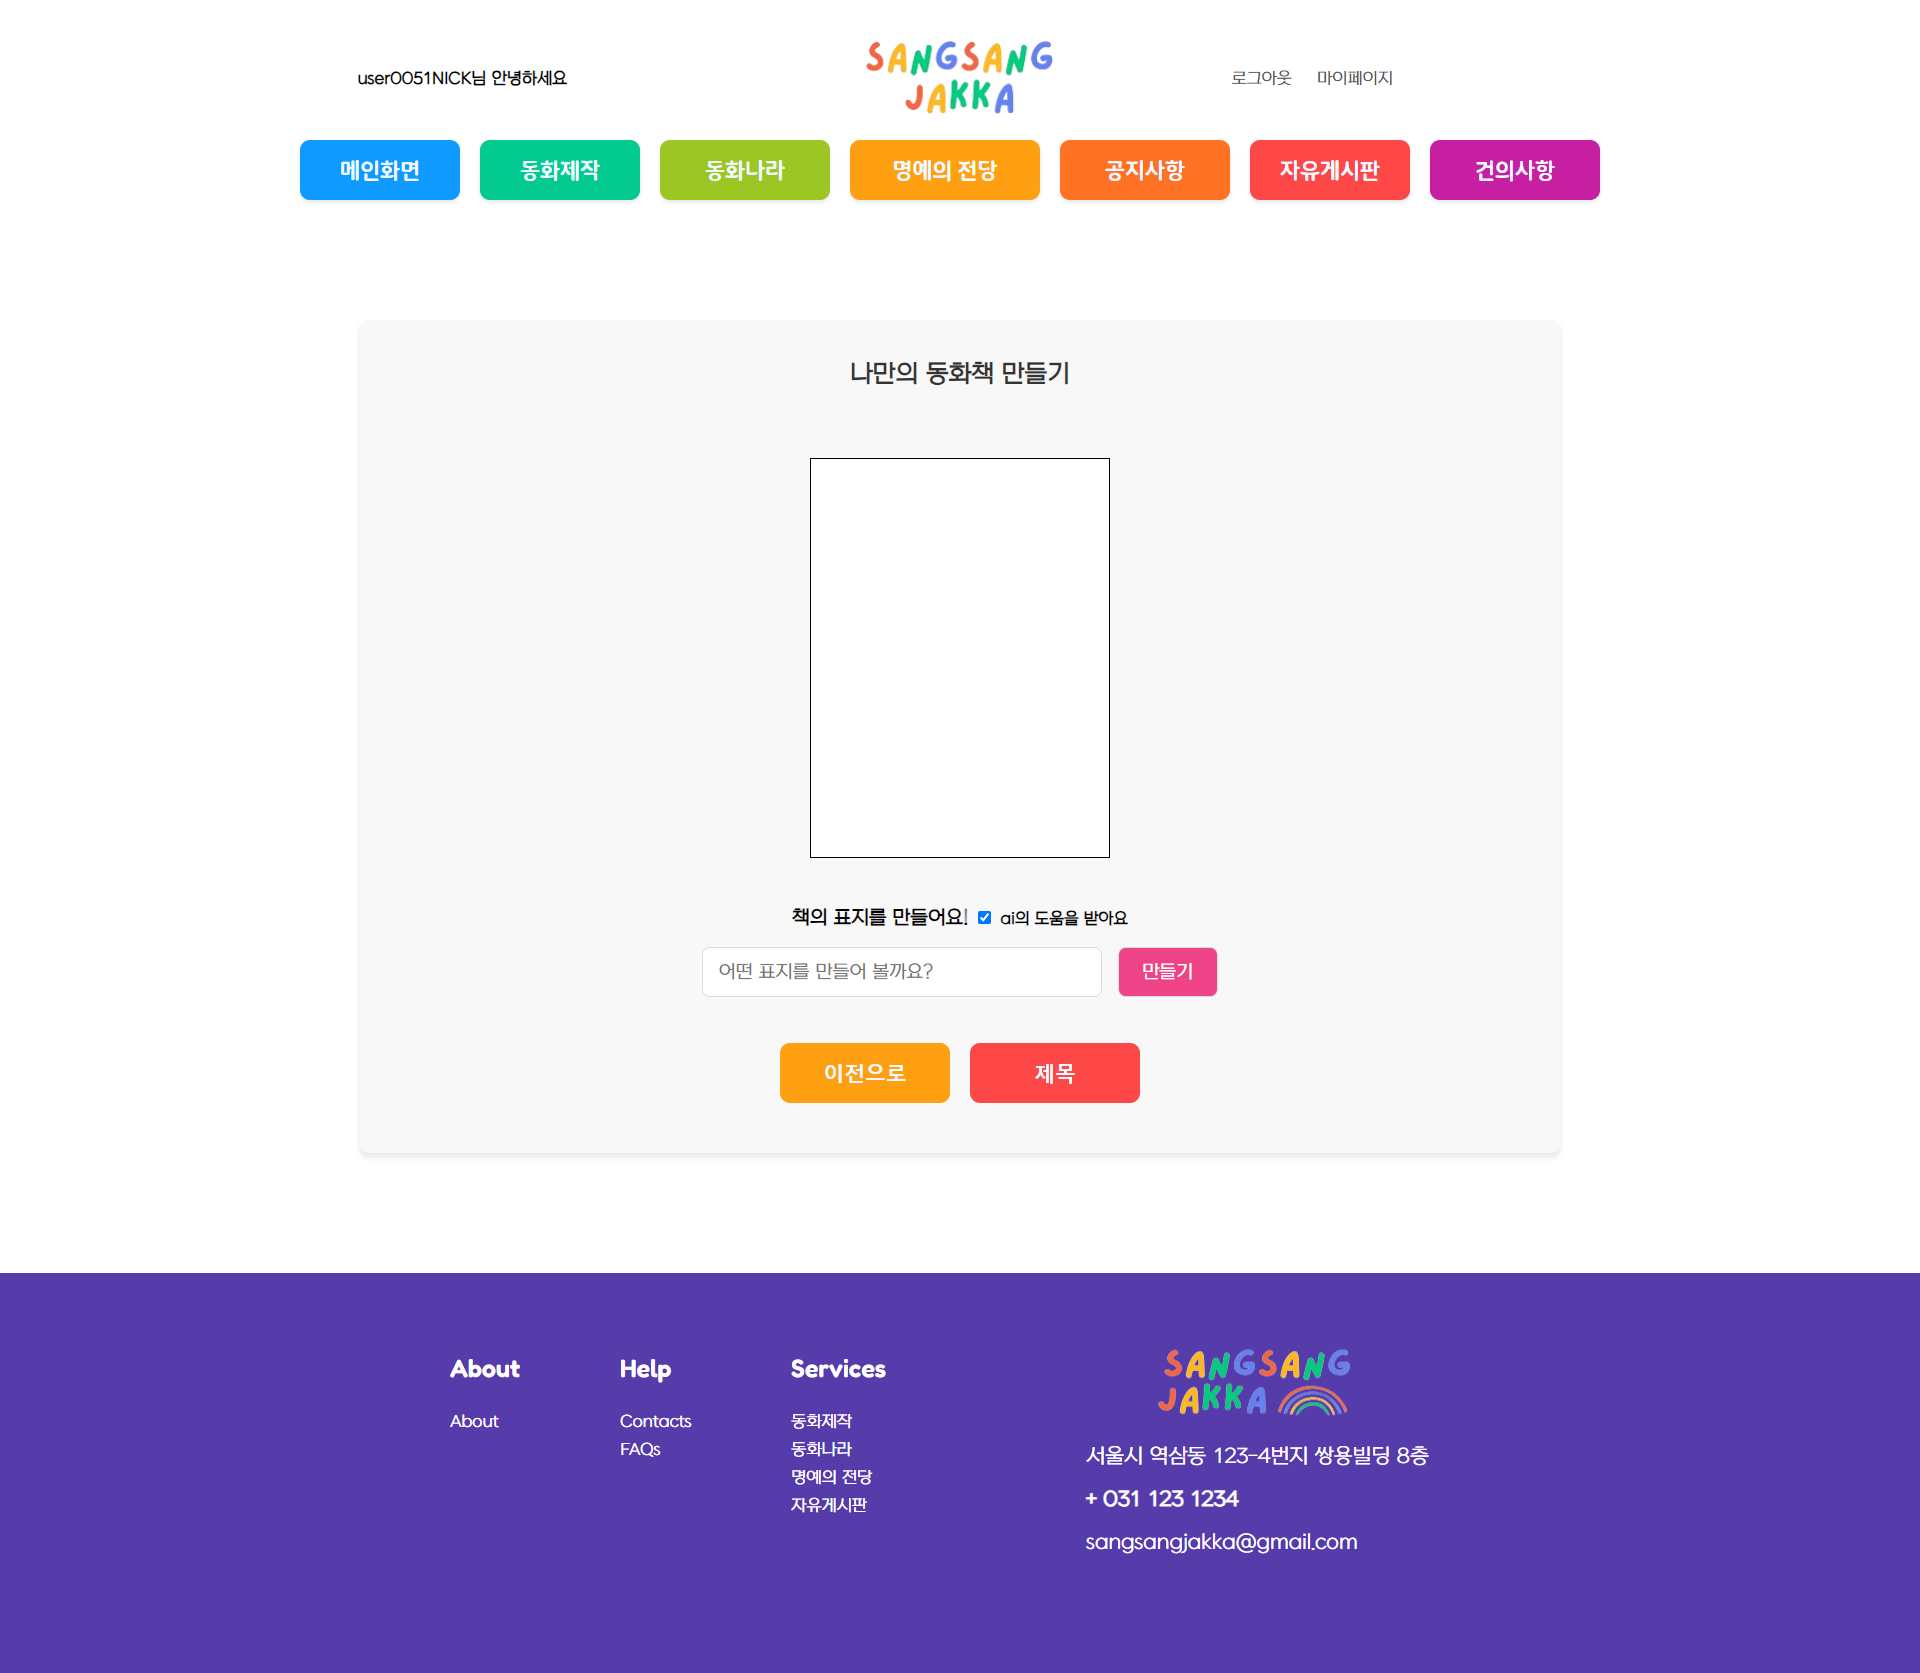 user0051NICK님 안녕하세요
SANGSANG
JAKKA
로그아웃 마이페이지
메인화면 동화제작 동화나라 명예의 전당 공지사항 자유게시판 건의사항
나만의 동화책 만들기
책의 표지를 만들어요! ai의 도움을 받아요
어떤 표지를 만들어 볼까요? 만들기
이전으로 제목
About
About
Help
Contacts
FAQs
Services
동화제작
동화나라
명예의 전당
자유게시판
SANGSANG
JAKKA
서울시 역삼동 123-4번지 쌍용빌딩 8층
+ 031 123 1234
sangsangjakka@gmail.com